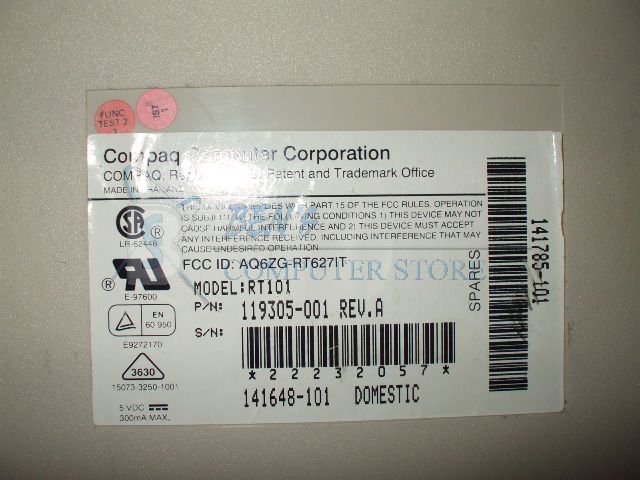 FUNC
TEST 2
3
TST
1
Compaq Computer Corporation
COMPAQ, Patent and Trademark Office
MADE IN THAILAND
THIS DEVICE COMPLIES WITH PART 15 OF THE FCC RULES. OPERATION
IS SUBJECT TO THE FOLLOWING CONDITIONS 1) THIS DEVICE MAY NOT
CAUSE HARMFUL INTERFERENCE AND 2) THIS DEVICE MUST ACCEPT
ANY INTERFERENCE RECEIVED, INCLUDING INTERFERENCE THAT
MAY CAUSE UNDESIRED OPERATION.
FCC ID: AQ6ZG-RT627IT
COMPUTER STORE
LR-62448
E-97600
EN
60 950
E9272170
3630
15073-3250-1001
5 VDC
300mA MAX.
MODEL:RT101
P/N: 119305-001 REV.A
S/N:
*22232057*
141648-101 DOMESTIC
SPARES
141785-101